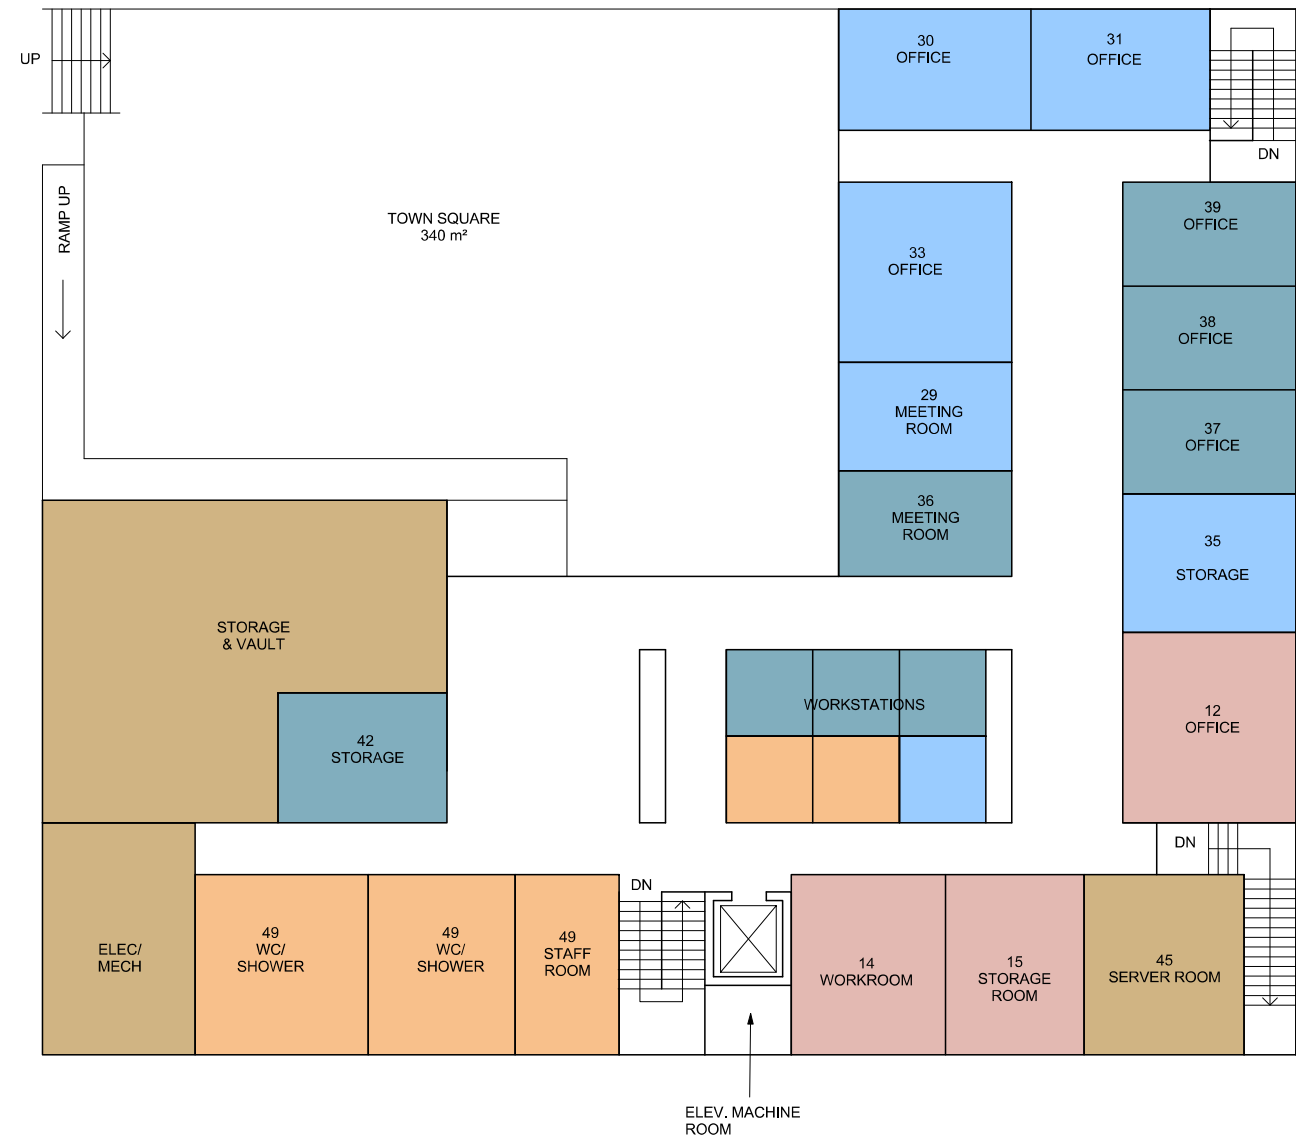 UP
30
OFFICE
31
OFFICE
DN
RAMP UP
TOWN SQUARE
340 m²
33
OFFICE
39
OFFICE
38
OFFICE
29
MEETING
ROOM
37
OFFICE
36
MEETING
ROOM
35
STORAGE
STORAGE
& VAULT
WORKSTATIONS
12
OFFICE
42
STORAGE
DN
DN
ELEC/
MECH
49
WC/
SHOWER
49
WC/
SHOWER
49
STAFF
ROOM
14
WORKROOM
15
STORAGE
ROOM
45
SERVER ROOM
ELEV. MACHINE
ROOM